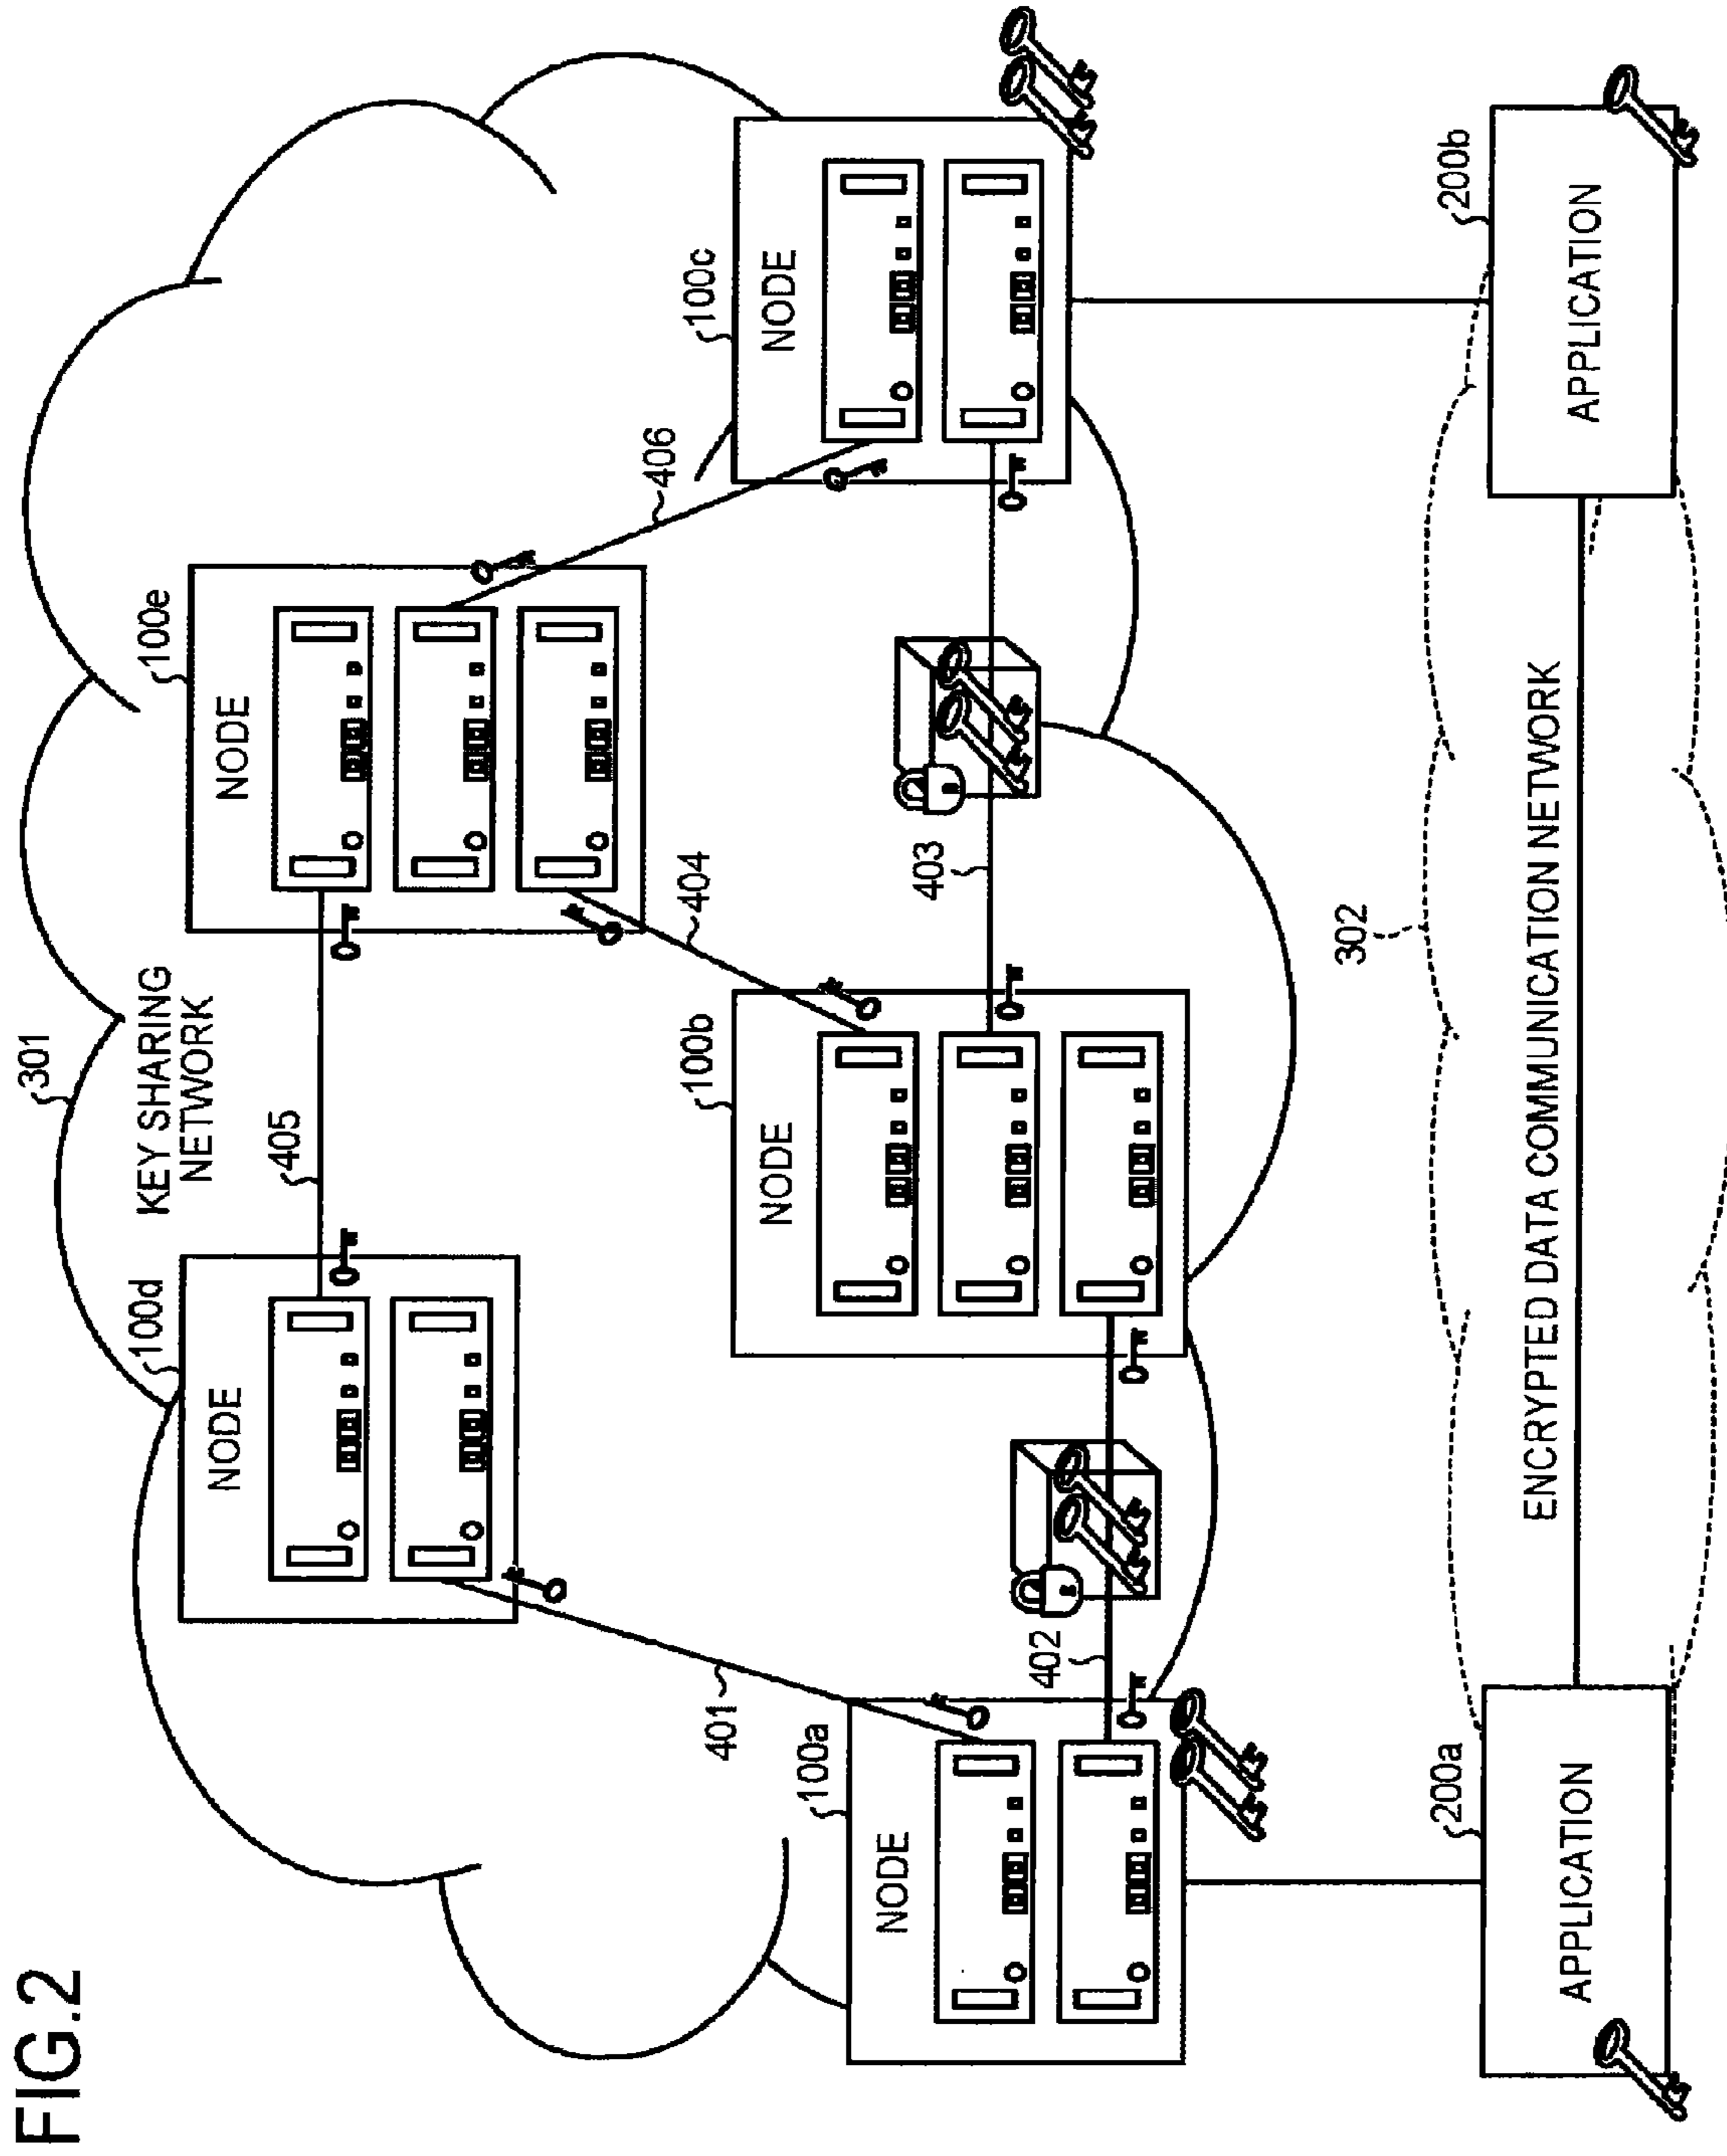 FIG.2
301
KEY SHARING
NETWORK
100d
NODE
405
100e
NODE
401
404
406
100a
NODE
402
100b
NODE
403
100c
NODE
302
ENCRYPTED DATA COMMUNICATION NETWORK
200a
APPLICATION
200b
APPLICATION